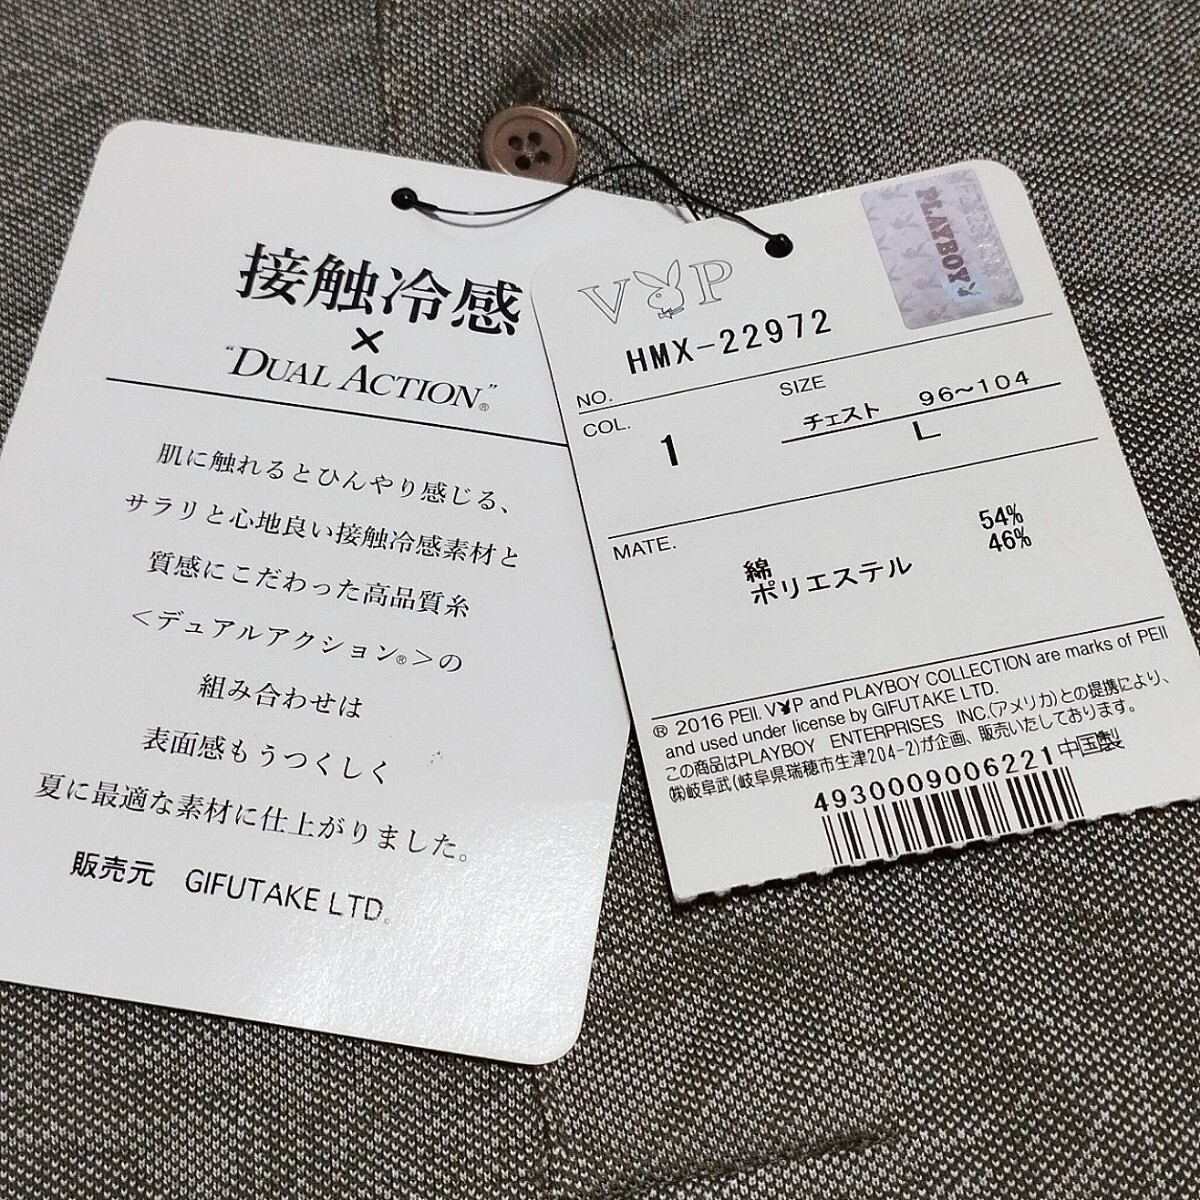 接触冷感
×
“DUAL ACTION”®
肌に触れるとひんやり感じる、
サラリと心地良い接触冷感素材と
質感にこだわった高品質糸
＜デュアルアクション®＞の
組み合わせは
表面感もうつくしく
夏に最適な素材に仕上がりました。
販売元 GIFUTAKE LTD.
PLAYBOY
V P
NO. HMX-22972
COL. 1
SIZE
チェスト 96〜104
L
MATE.
綿 54%
ポリエステル 46%
® 2016 PEII. V P and PLAYBOY COLLECTION are marks of PEII
and used under license by GIFUTAKE LTD.
この商品はPLAYBOY ENTERPRISES INC.(アメリカ)との提携により、
㈱岐阜武(岐阜県瑞穂市生津204-2)が企画、販売いたしております。
4930009006221 中国製